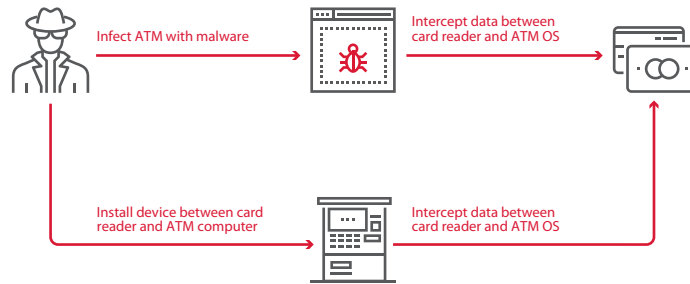 Infect ATM with malware
Intercept data between
card reader and ATM OS
Install device between card
reader and ATM computer
Intercept data between
card reader and ATM OS